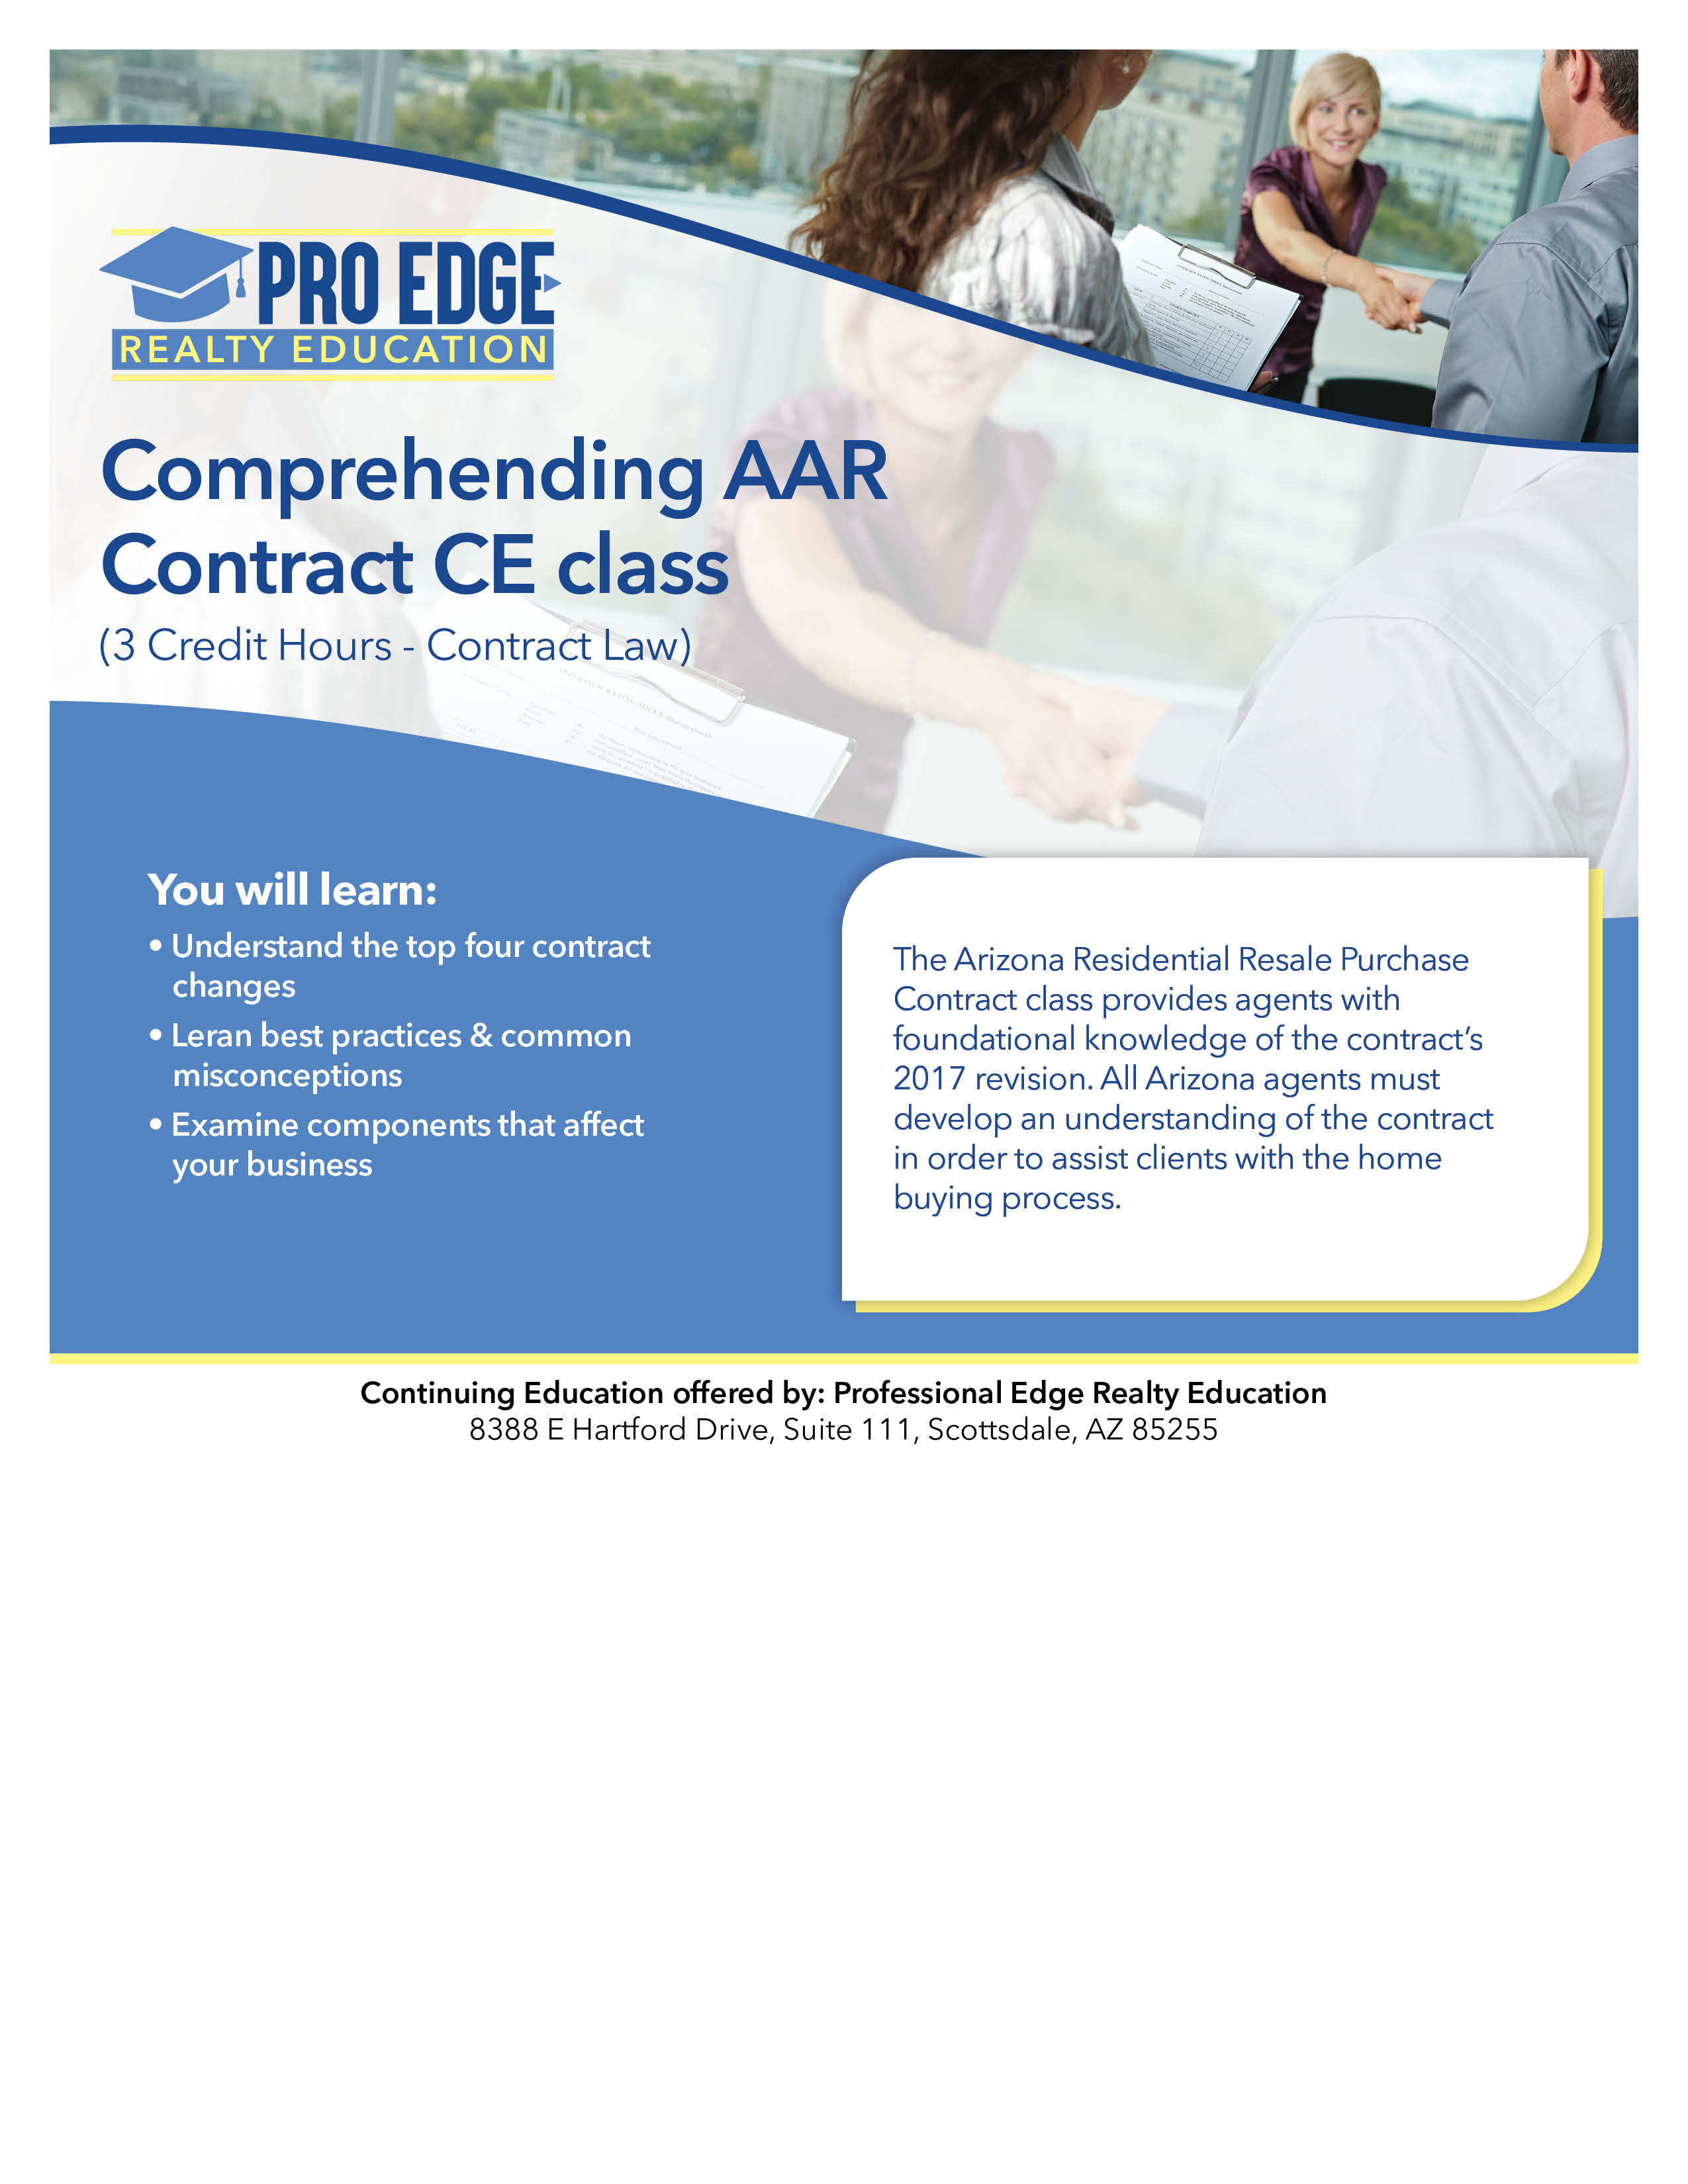 PRO EDGE
REALTY EDUCATION
Comprehending AAR
Contract CE class
(3 Credit Hours - Contract Law)
You will learn:
• Understand the top four contract
changes
• Leran best practices & common
misconceptions
• Examine components that affect
your business
The Arizona Residential Resale Purchase
Contract class provides agents with
foundational knowledge of the contract's
2017 revision. All Arizona agents must
develop an understanding of the contract
in order to assist clients with the home
buying process.
Continuing Education offered by: Professional Edge Realty Education
8388 E Hartford Drive, Suite 111, Scottsdale, AZ 85255